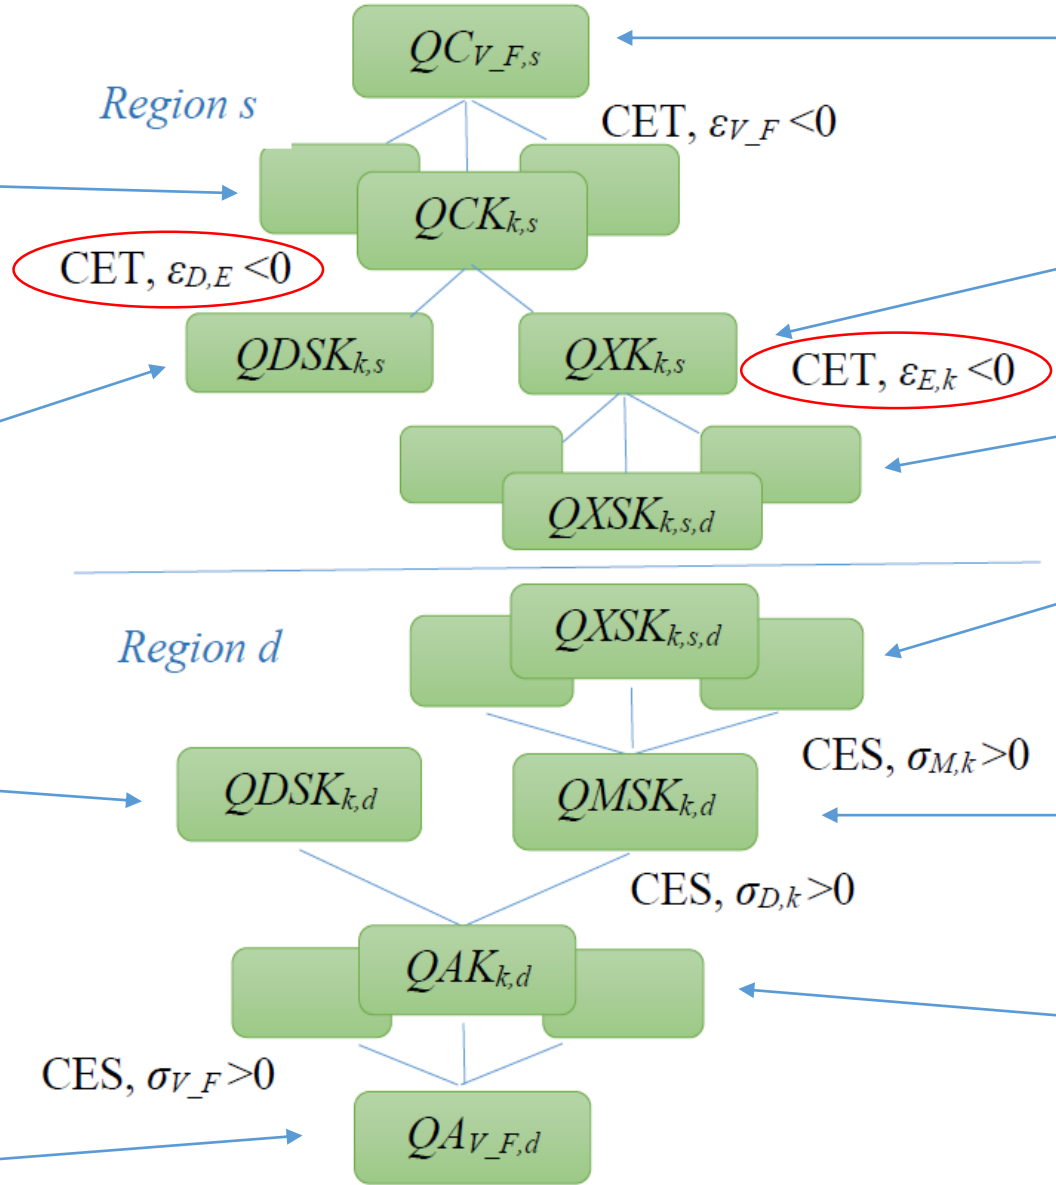 QC_{V_F,s}
Region s
CET, ε_{V_F} <0
QCK_{k,s}
CET, ε_{D,E} <0
QDSK_{k,s}
QXK_{k,s}
CET, ε_{E,k} <0
QXSK_{k,s,d}
Region d
QXSK_{k,s,d}
CES, σ_{M,k} >0
QDSK_{k,d}
QMSK_{k,d}
CES, σ_{D,k} >0
QAK_{k,d}
CES, σ_{V_F} >0
QA_{V_F,d}